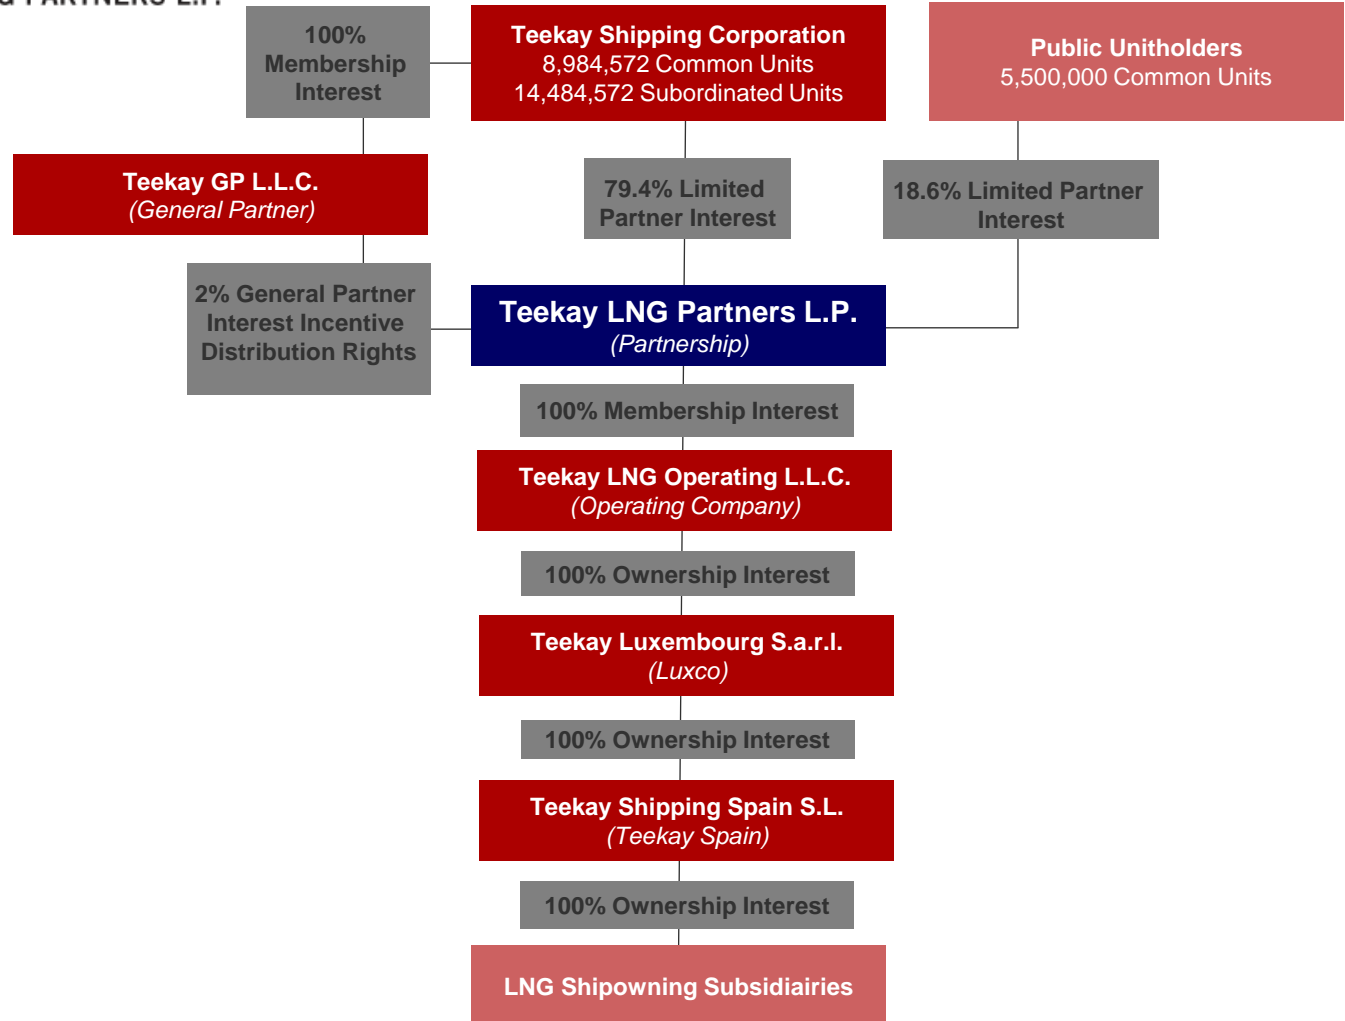 PARTNERS L.P.
100%
Membership
Interest
Teekay Shipping Corporation
8,984,572 Common Units
14,484,572 Subordinated Units
Public Unitholders
5,500,000 Common Units
Teekay GP L.L.C.
(General Partner)
79.4% Limited
Partner Interest
18.6% Limited Partner
Interest
2% General Partner
Interest Incentive
Distribution Rights
Teekay LNG Partners L.P.
(Partnership)
100% Membership Interest
Teekay LNG Operating L.L.C.
(Operating Company)
100% Ownership Interest
Teekay Luxembourg S.a.r.l.
(Luxco)
100% Ownership Interest
Teekay Shipping Spain S.L.
(Teekay Spain)
100% Ownership Interest
LNG Shipowning Subsidiairies